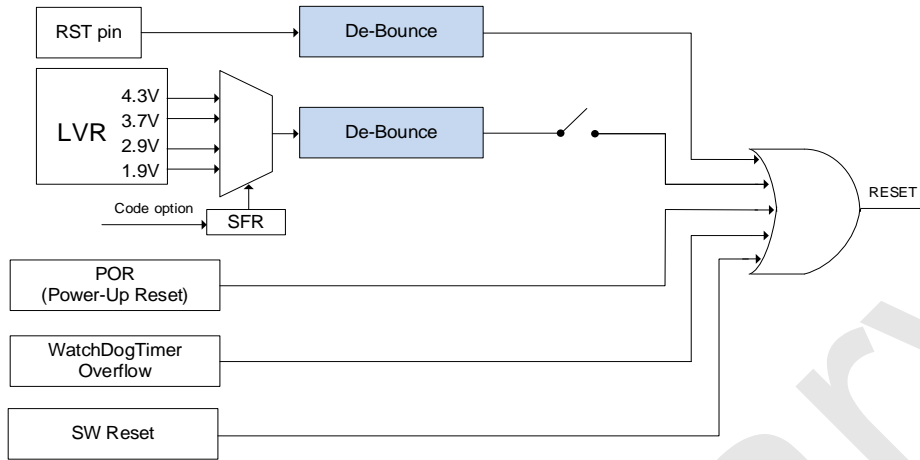 RST pin
De-Bounce
LVR
4.3V
3.7V
2.9V
1.9V
De-Bounce
Code option
SFR
RESET
POR
(Power-Up Reset)
WatchDogTimer
Overflow
SW Reset